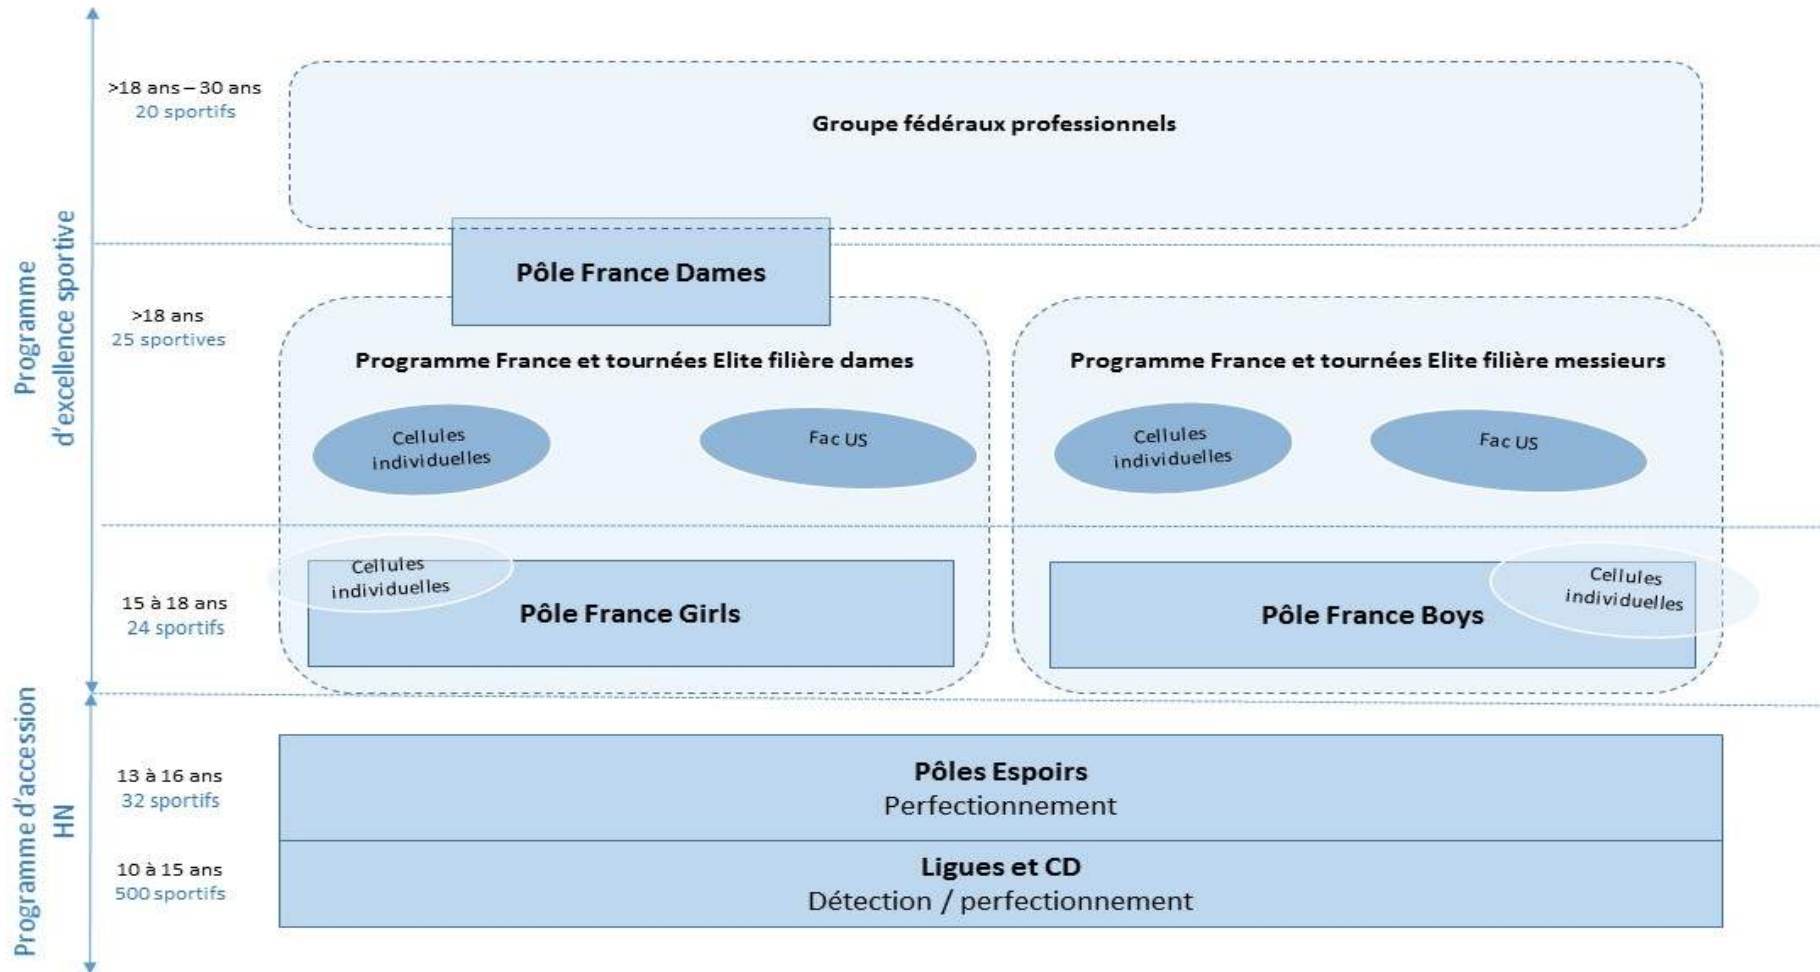 >18 ans – 30 ans
20 sportifs
Groupe fédéraux professionnels
Programme
d'excellence sportive
Pôle France Dames
>18 ans
25 sportives
Programme France et tournées Elite filière dames
Programme France et tournées Elite filière messieurs
Cellules
individuelles
Fac US
Cellules
individuelles
Fac US
15 à 18 ans
24 sportifs
Cellules
individuelles
Pôle France Girls
Pôle France Boys
Cellules
individuelles
Programme d'accession
HN
13 à 16 ans
32 sportifs
Pôles Espoirs
Perfectionnement
10 à 15 ans
500 sportifs
Ligues et CD
Détection / perfectionnement